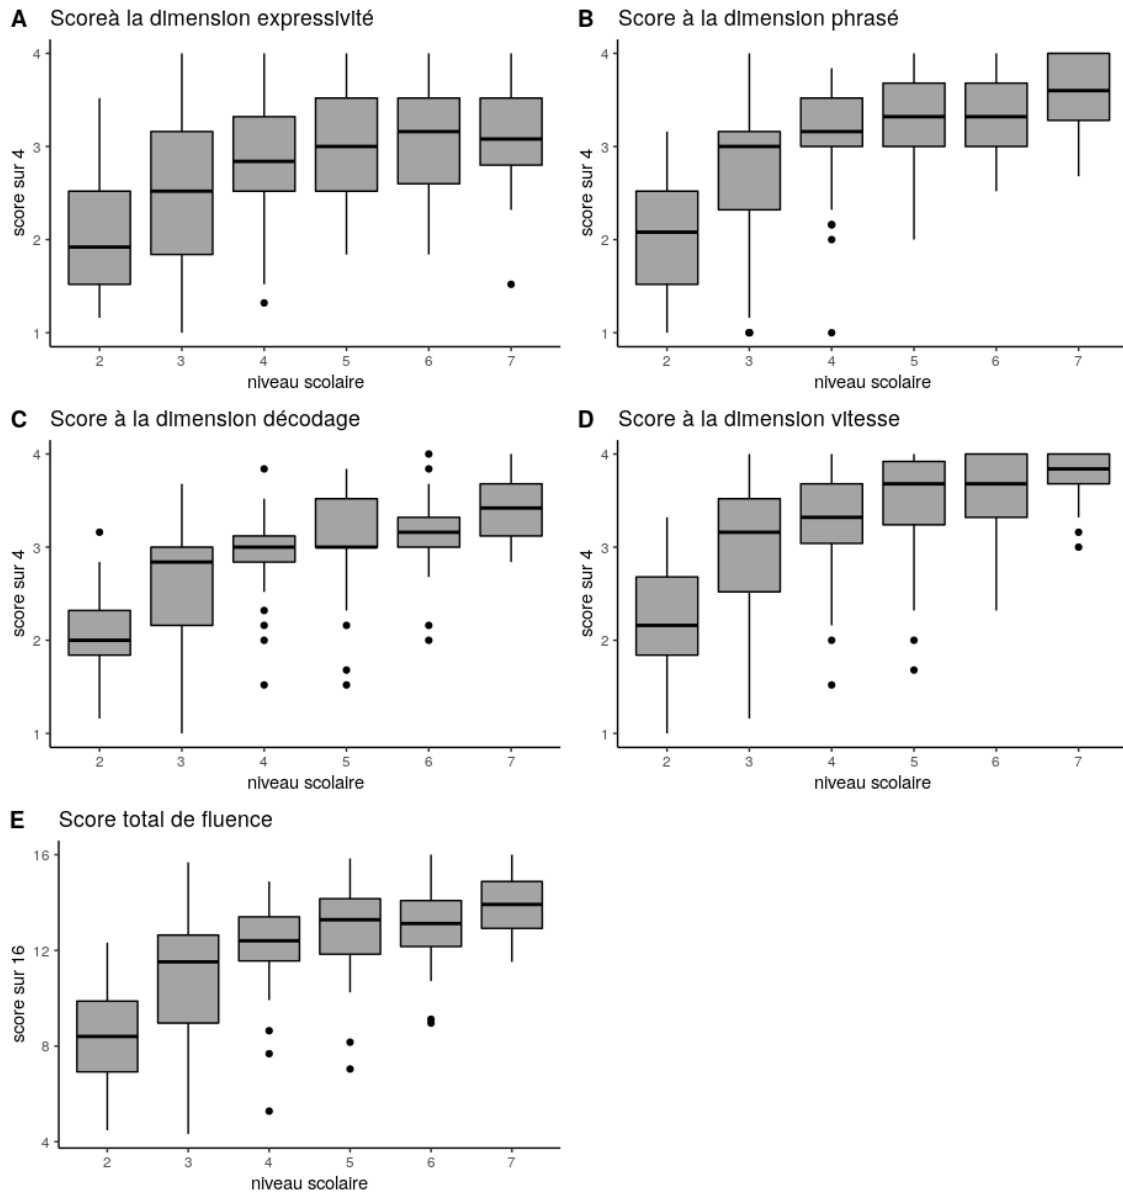 A Scoreà la dimension expressivité
score sur 4
4
3
2
1
2 3 4 5 6 7
niveau scolaire
B Score à la dimension phrasé
score sur 4
4
3
2
1
2 3 4 5 6 7
niveau scolaire
C Score à la dimension décodage
score sur 4
4
3
2
1
2 3 4 5 6 7
niveau scolaire
D Score à la dimension vitesse
score sur 4
4
3
2
1
2 3 4 5 6 7
niveau scolaire
E Score total de fluence
score sur 16
16
12
8
4
2 3 4 5 6 7
niveau scolaire